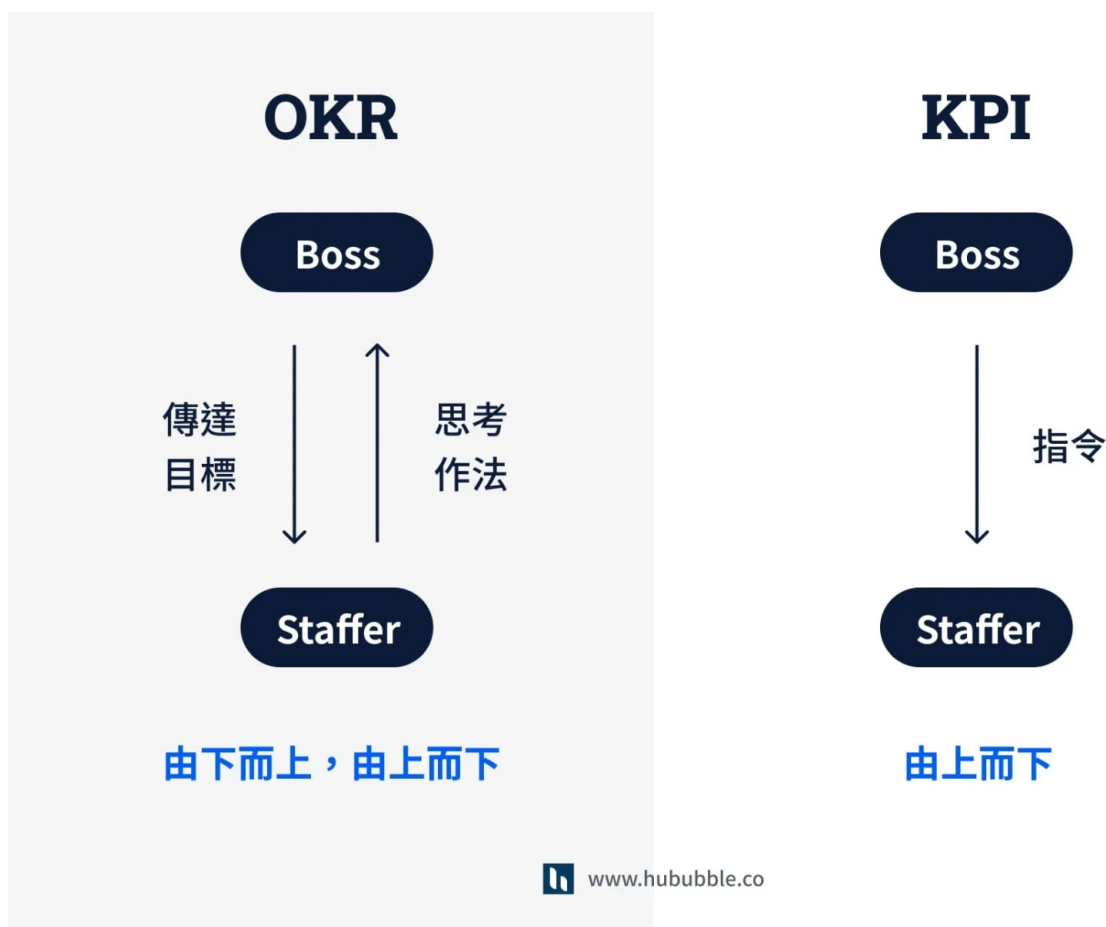 OKR
Boss
傳達
目標
思考
作法
Staffer
由下而上，由上而下
KPI
Boss
指令
Staffer
由上而下
www.hububble.co